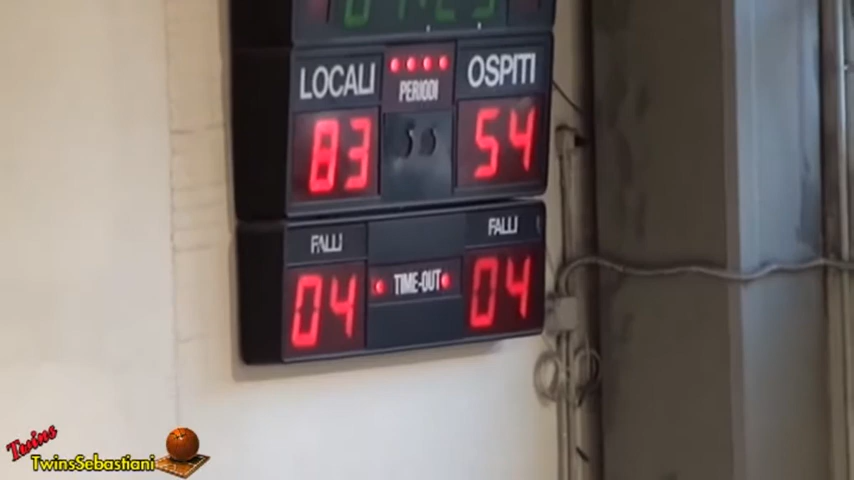 LOCALI
OSPITI
PERIODI
83
54
FALLI
FALLI
04
TIME-OUT
04
Twins
TwinsSebastiani